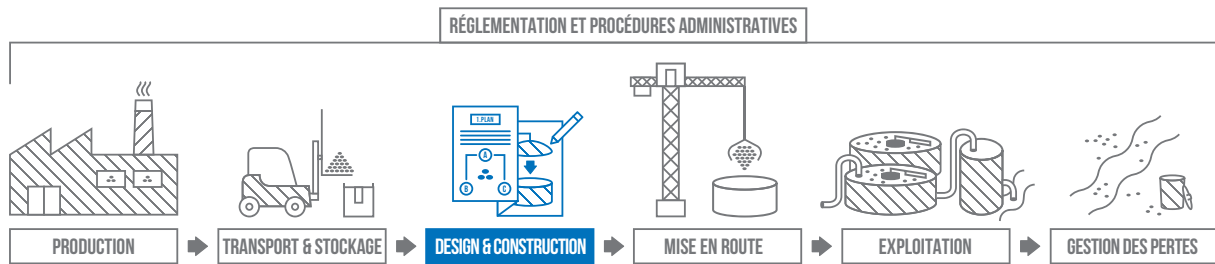 RÉGLEMENTATION ET PROCÉDURES ADMINISTRATIVES
1.PLAN
A
B
C
PRODUCTION
TRANSPORT & STOCKAGE
DESIGN & CONSTRUCTION
MISE EN ROUTE
EXPLOITATION
GESTION DES PERTES